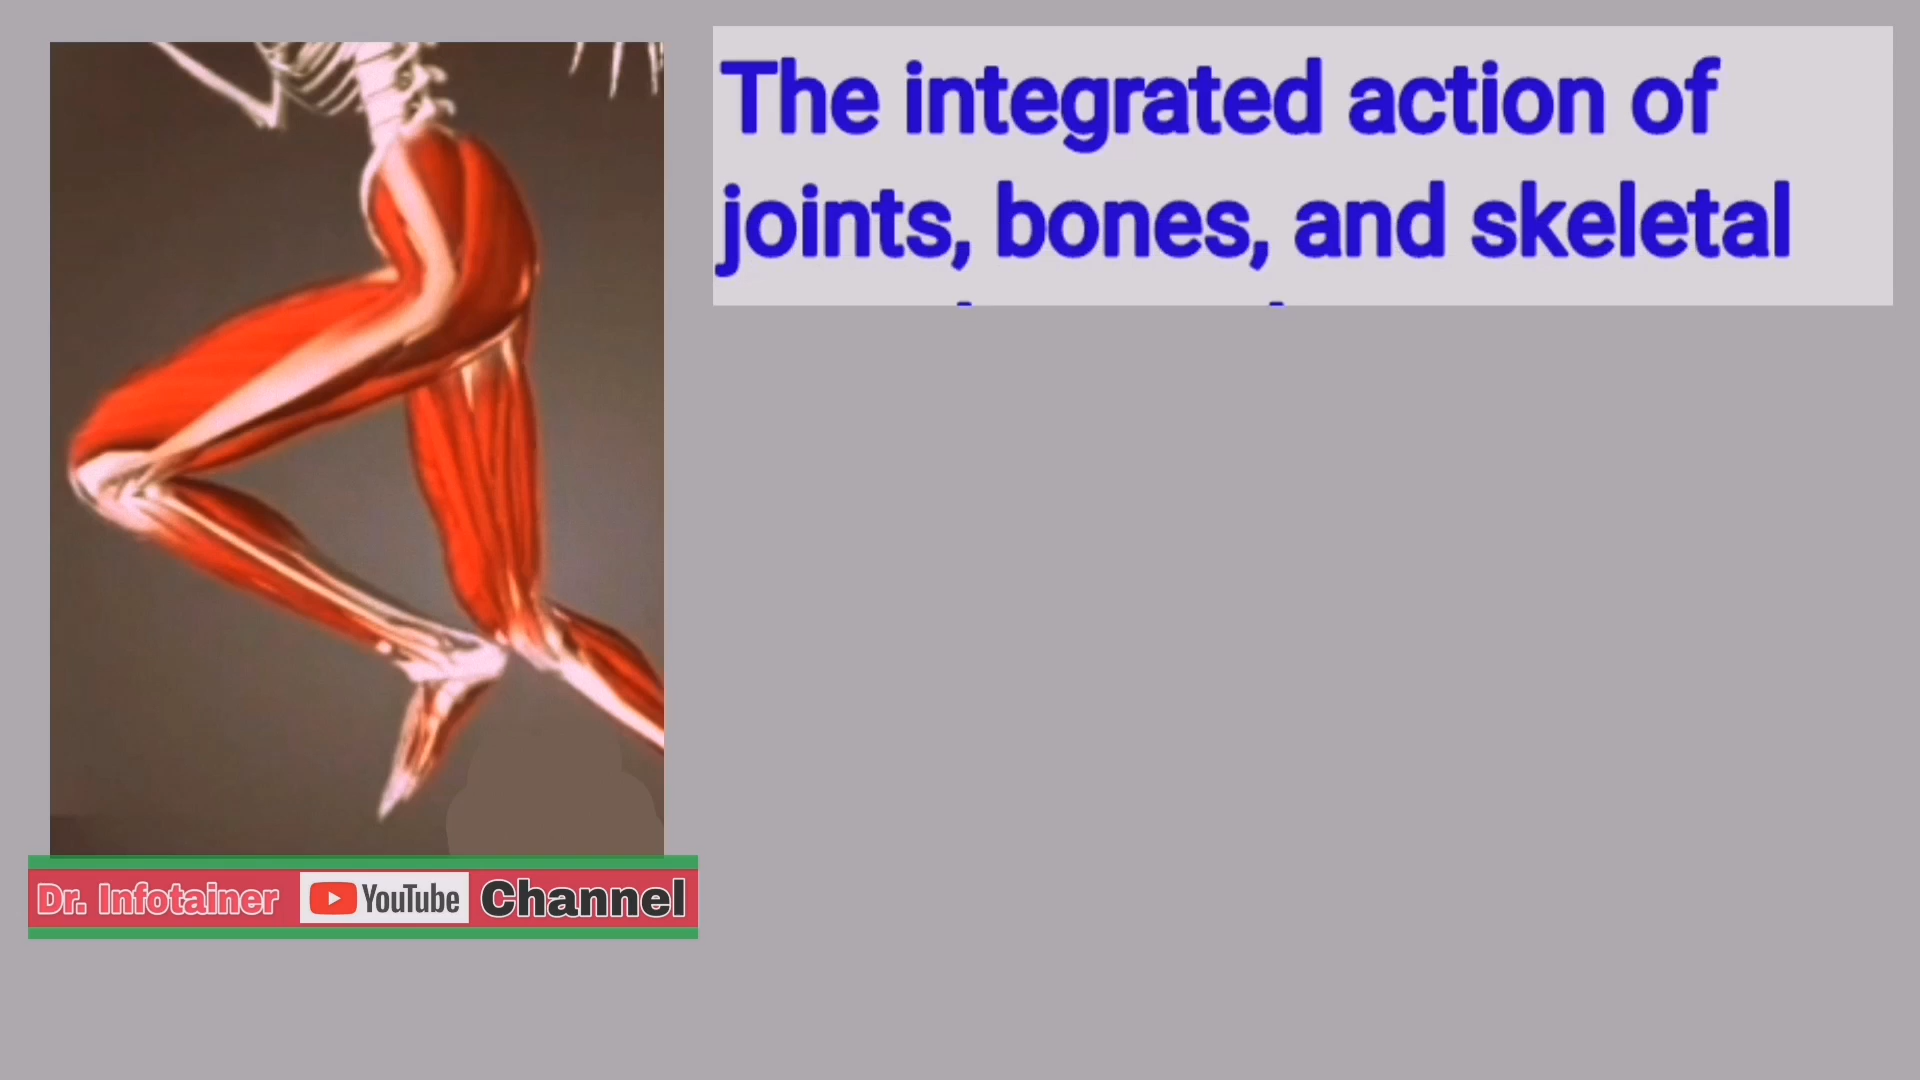 The integrated action of
joints, bones, and skeletal
Dr. Infotainer YouTube Channel